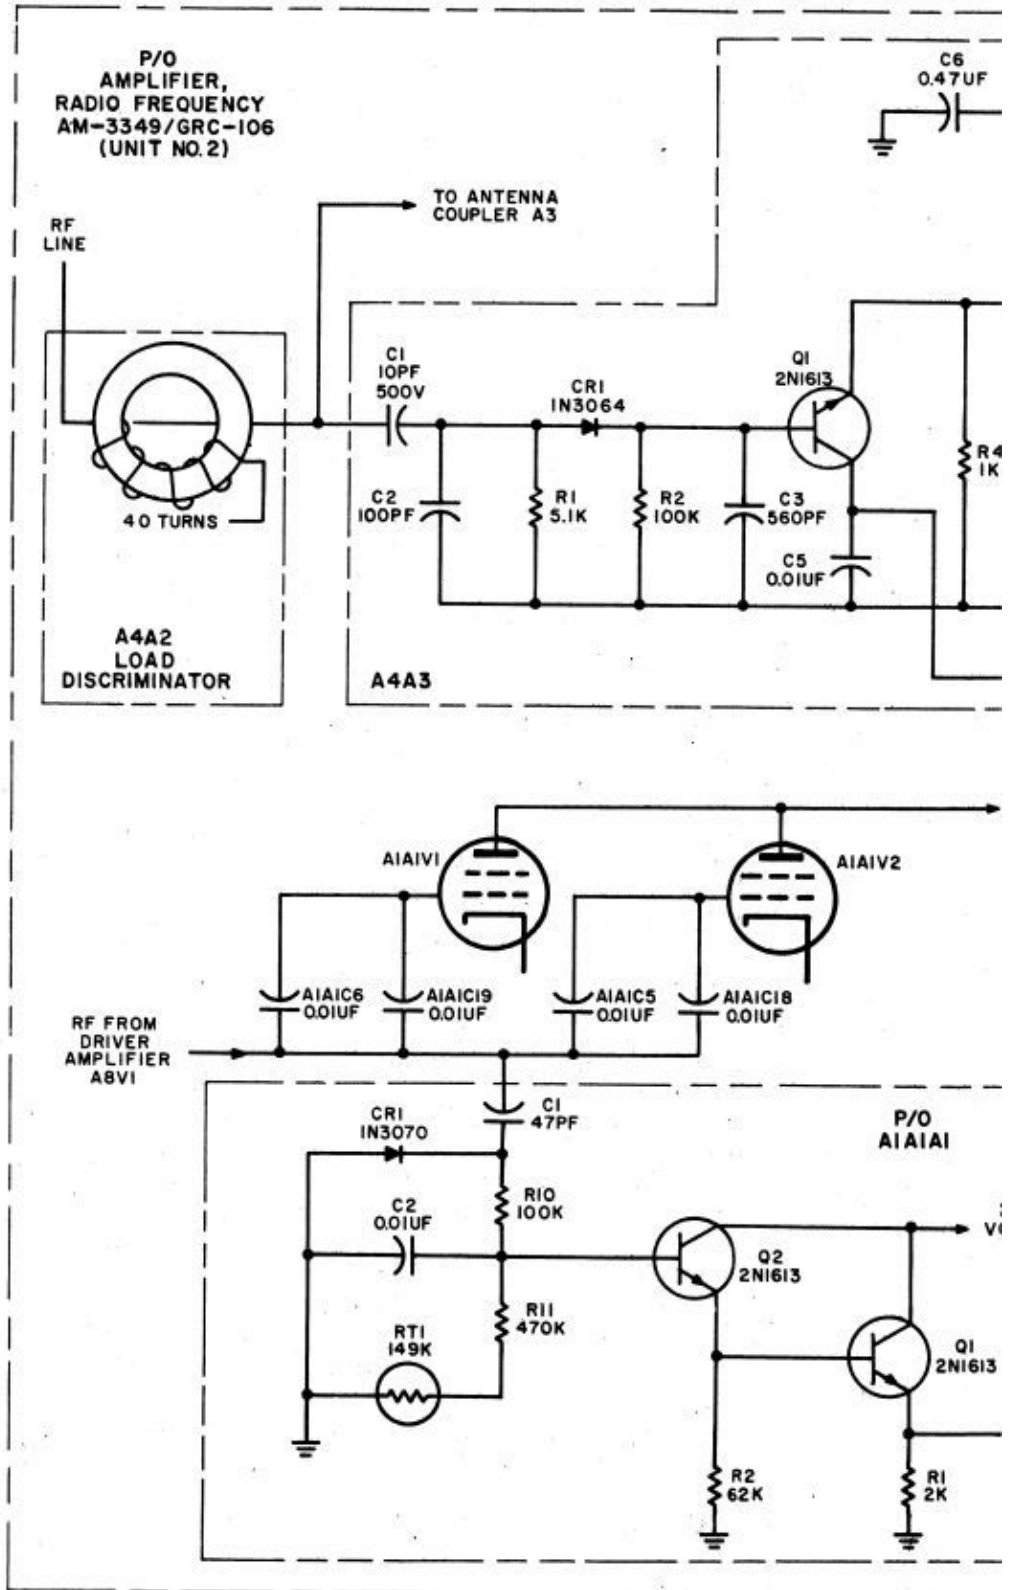 P/O
AMPLIFIER,
RADIO FREQUENCY
AM-3349/GRC-106
(UNIT NO. 2)
C6
0.47UF
TO ANTENNA
COUPLER A3
RF
LINE
C1
10PF
500V
CR1
1N3064
Q1
2N1613
R4
1K
C2
100PF
R1
5.1K
R2
100K
C3
560PF
C5
0.01UF
40 TURNS
A4A2
LOAD
DISCRIMINATOR
A4A3
A1A1V1
A1A1V2
A1A1C6
0.01UF
A1A1C19
0.01UF
A1A1C5
0.01UF
A1A1C18
0.01UF
RF FROM
DRIVER
AMPLIFIER
A8V1
C1
47PF
P/O
A1A1A1
CR1
1N3070
R10
100K
C2
0.01UF
Q2
2N1613
R11
470K
RT1
149K
Q1
2N1613
R2
62K
R1
2K